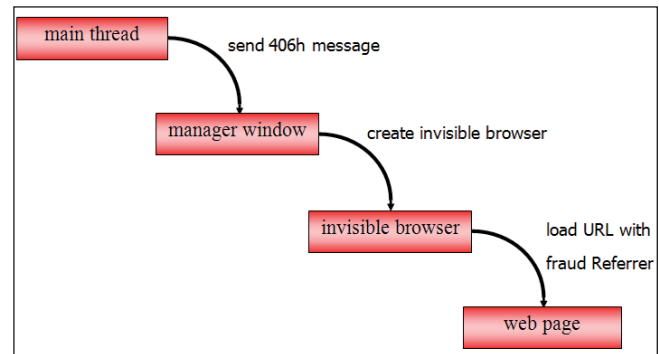 main thread
send 406h message
manager window
create invisible browser
invisible browser
load URL with
fraud Referrer
web page